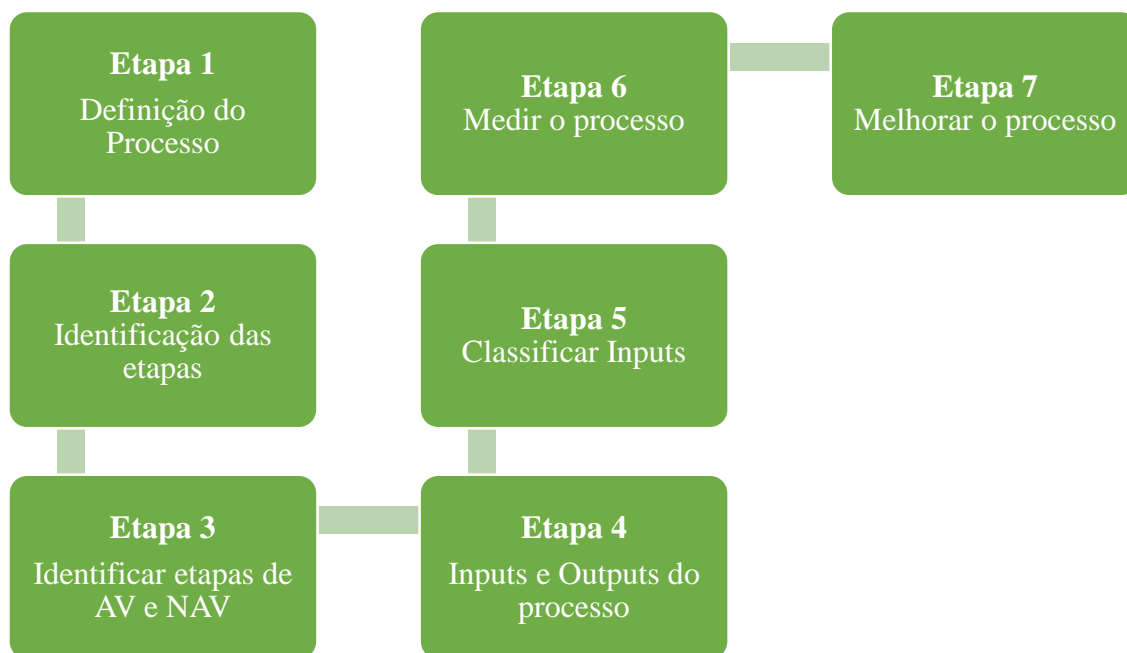 Etapa 1
Definição do
Processo
Etapa 2
Identificação das
etapas
Etapa 3
Identificar etapas de
AV e NAV
Etapa 4
Inputs e Outputs do
processo
Etapa 5
Classificar Inputs
Etapa 6
Medir o processo
Etapa 7
Melhorar o processo